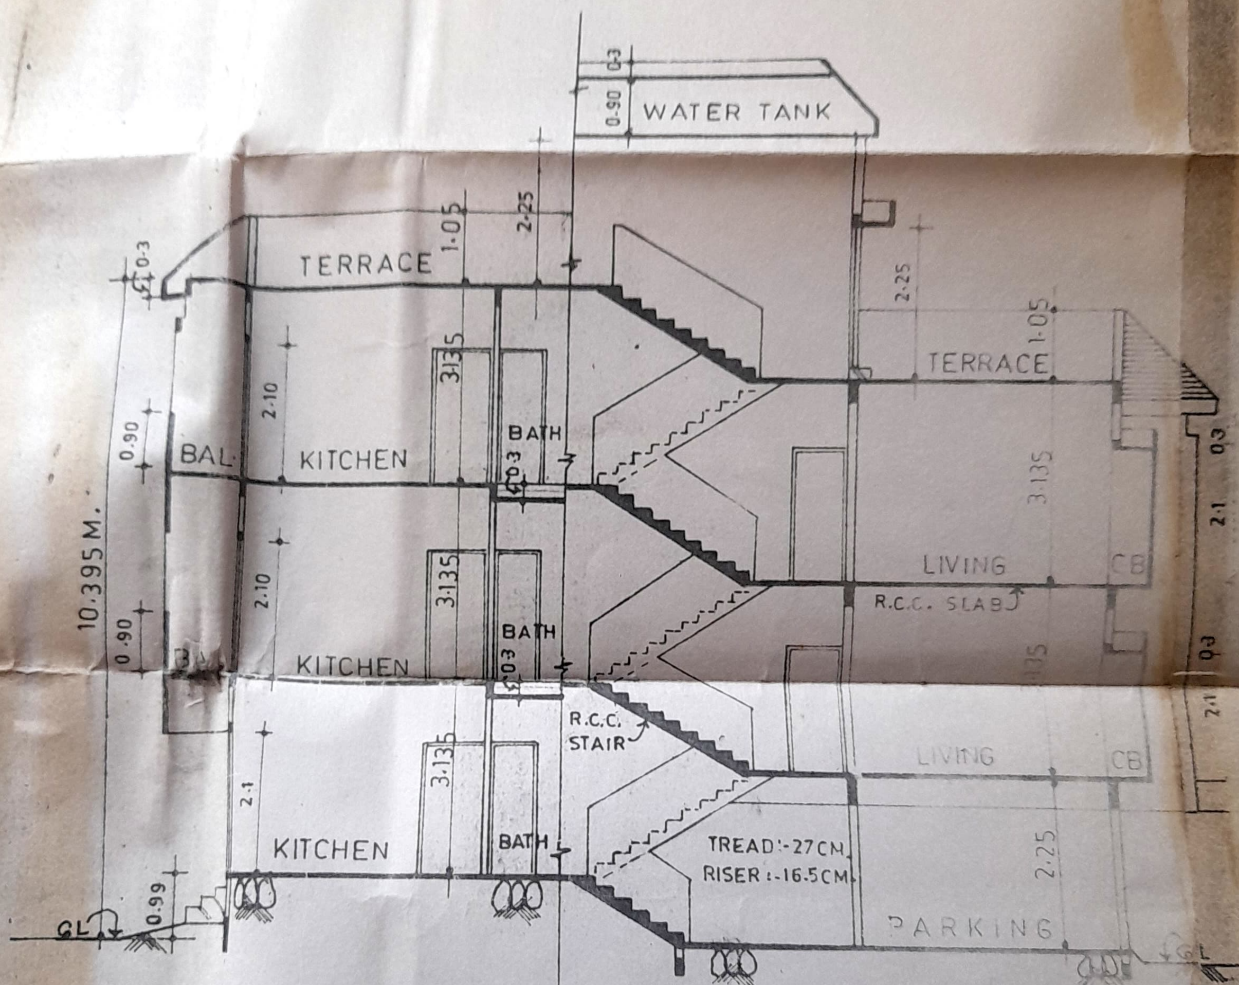 0.3
0.90
WATER TANK
0.3
TERRACE
1.05
2.25
2.25
1.05
TERRACE
2.10
3.135
0.90
BAL.
KITCHEN
BATH
0.3
3.135
0.3
2.1
10.395 M.
2.10
3.135
0.90
KITCHEN
BATH
0.3
LIVING
CB
R.C.C. SLAB
0.3
2.1
R.C.C.
STAIR
2.1
3.135
KITCHEN
BATH
LIVING
CB
TREAD:-27CM.
RISER:-16.5CM.
2.25
0.99
GL
PARKING
GL